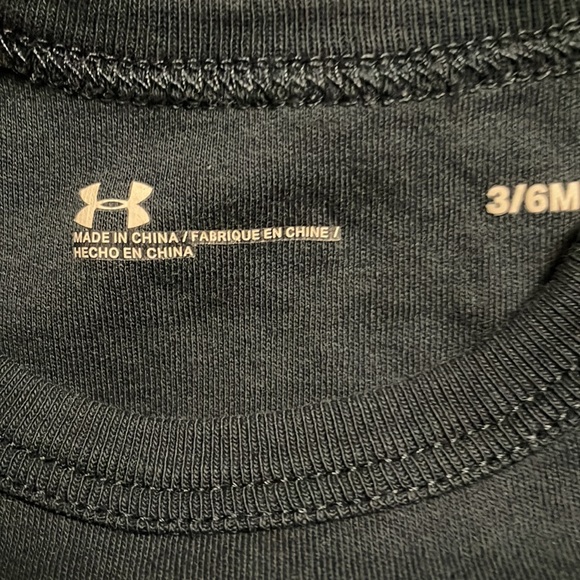 3/6M
MADE IN CHINA / FABRIQUE EN CHINE /
HECHO EN CHINA